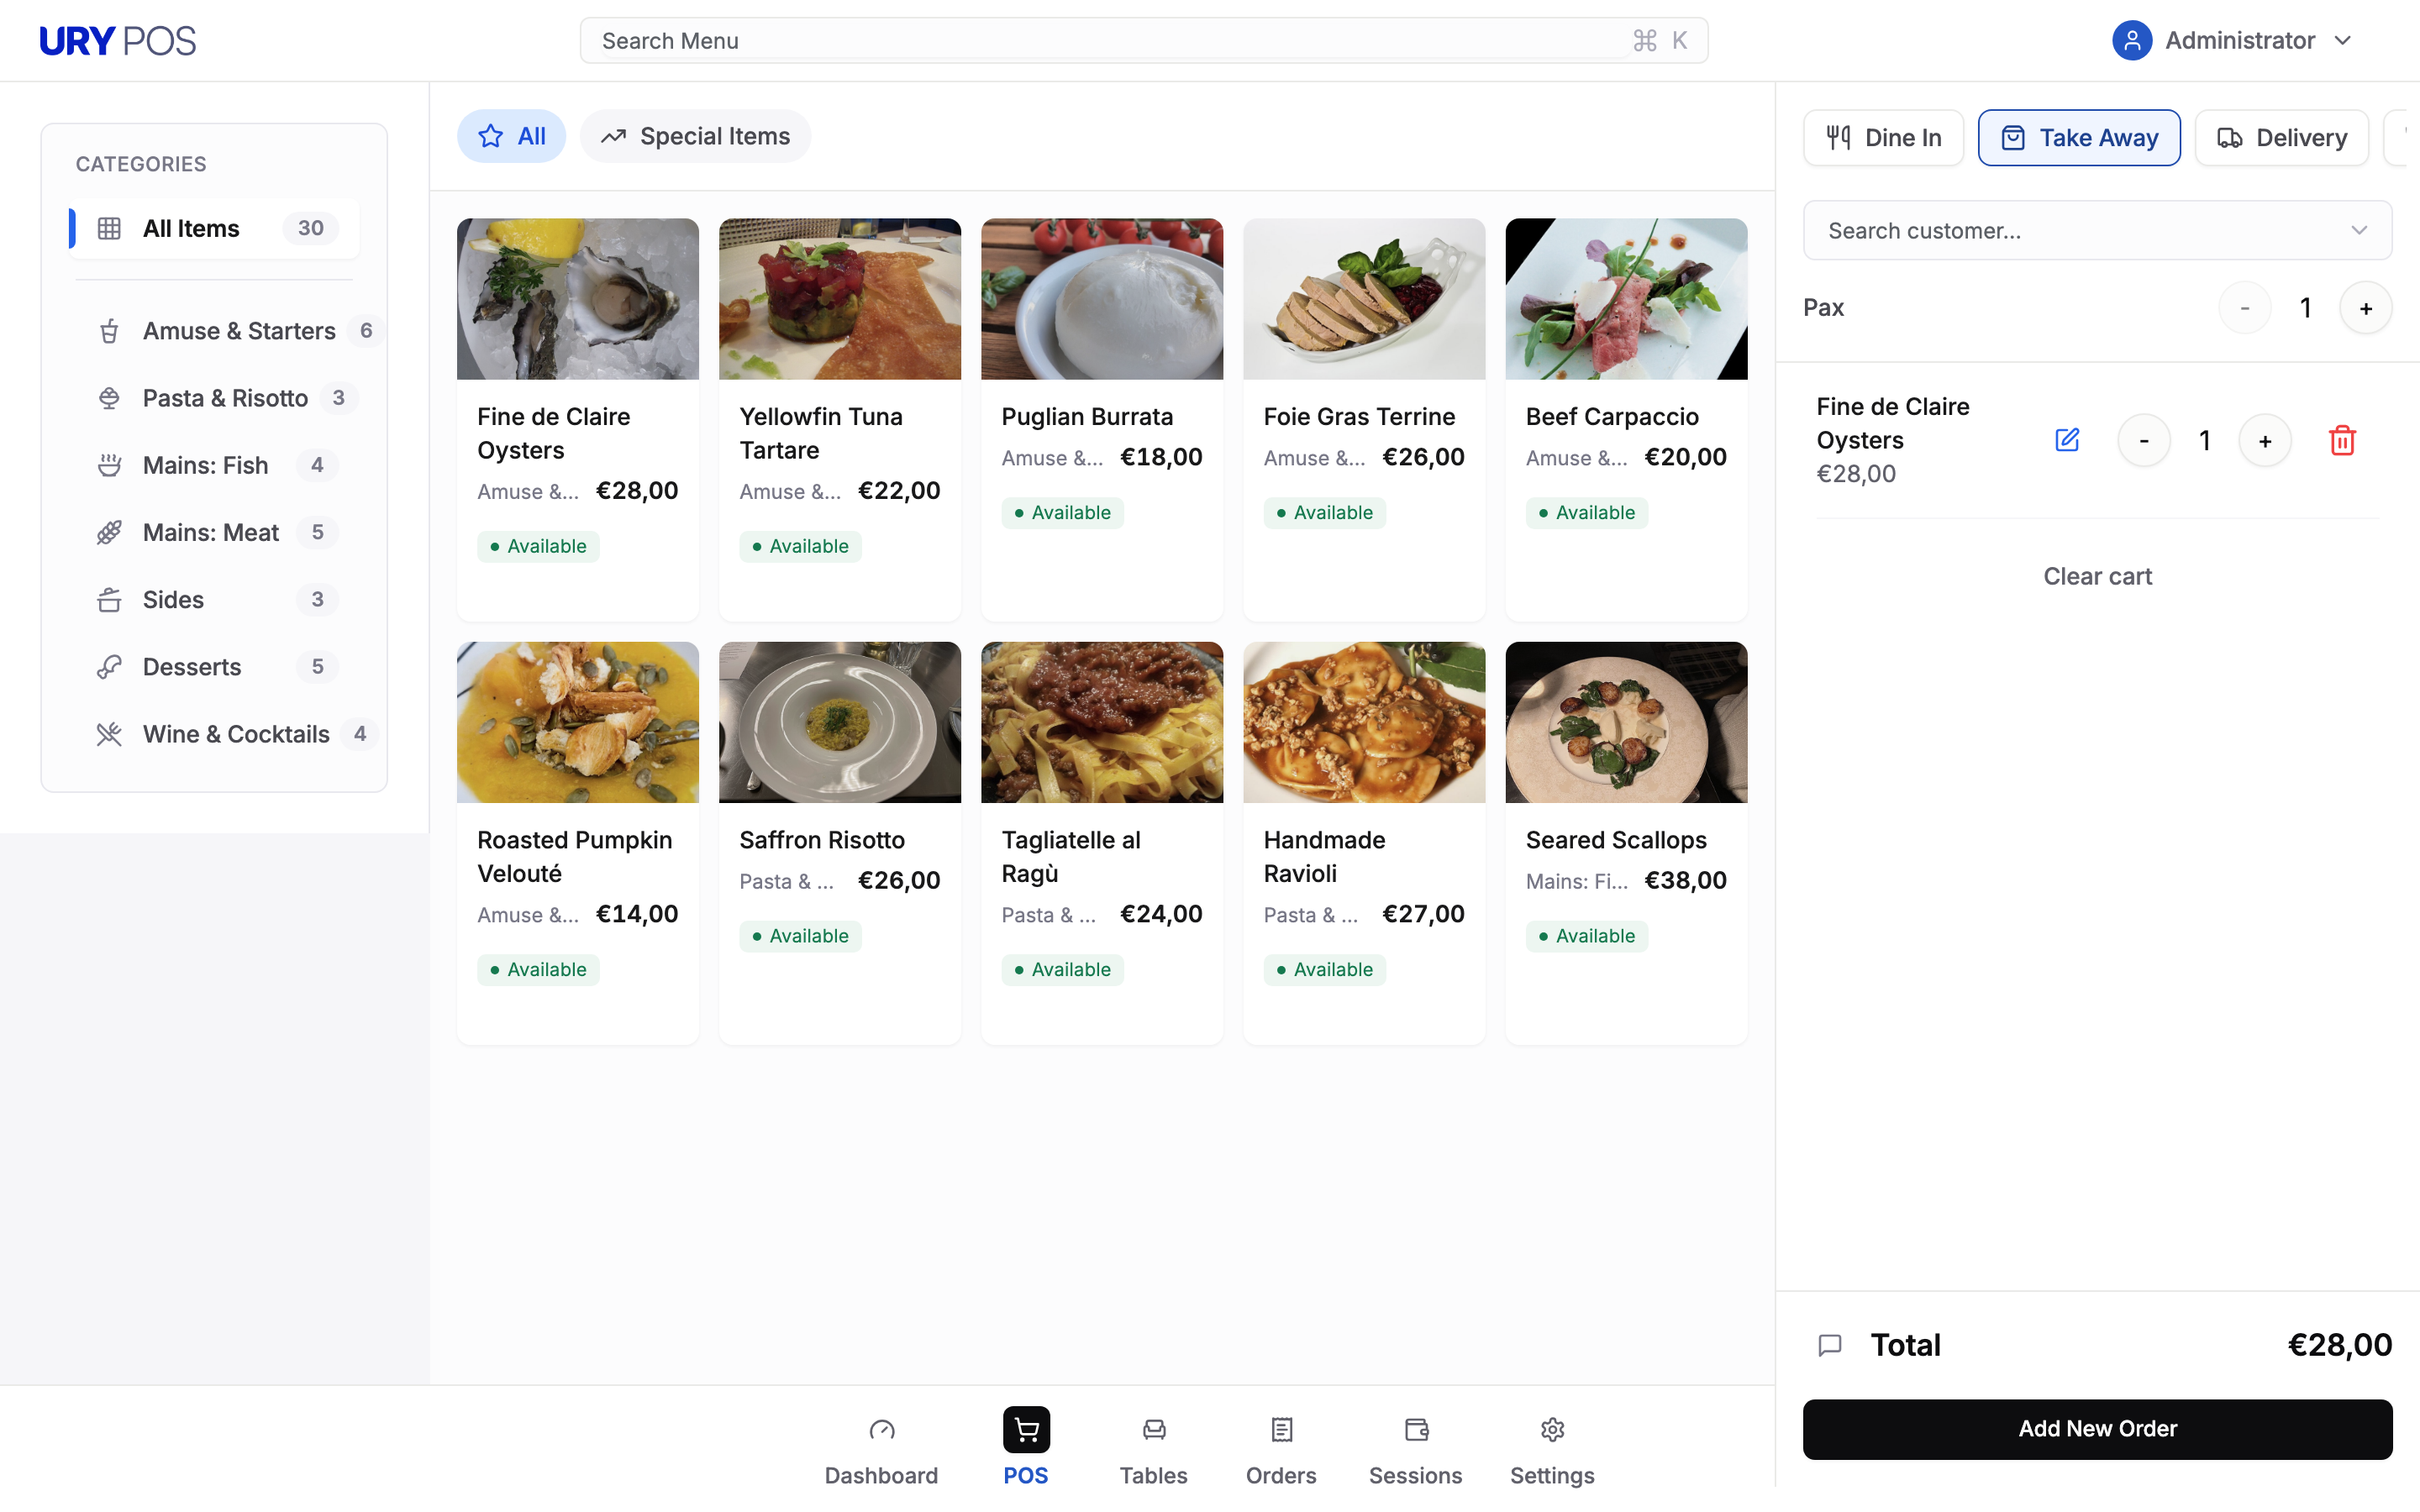 URY POS
Search Menu
⌘ K
Administrator
CATEGORIES
All Items 30
Amuse & Starters 6
Pasta & Risotto 3
Mains: Fish 4
Mains: Meat 5
Sides 3
Desserts 5
Wine & Cocktails 4
All
Special Items
Fine de Claire
Oysters
Amuse &... €28,00
Available
Yellowfin Tuna
Tartare
Amuse &... €22,00
Available
Puglian Burrata
Amuse &... €18,00
Available
Foie Gras Terrine
Amuse &... €26,00
Available
Beef Carpaccio
Amuse &... €20,00
Available
Roasted Pumpkin
Velouté
Amuse &... €14,00
Available
Saffron Risotto
Pasta & ... €26,00
Available
Tagliatelle al
Ragù
Pasta & ... €24,00
Available
Handmade
Ravioli
Pasta & ... €27,00
Available
Seared Scallops
Mains: Fi... €38,00
Available
Dine In
Take Away
Delivery
Search customer...
Pax
- 1 +
Fine de Claire
Oysters
€28,00
- 1 +
Clear cart
Total €28,00
Add New Order
Dashboard
POS
Tables
Orders
Sessions
Settings